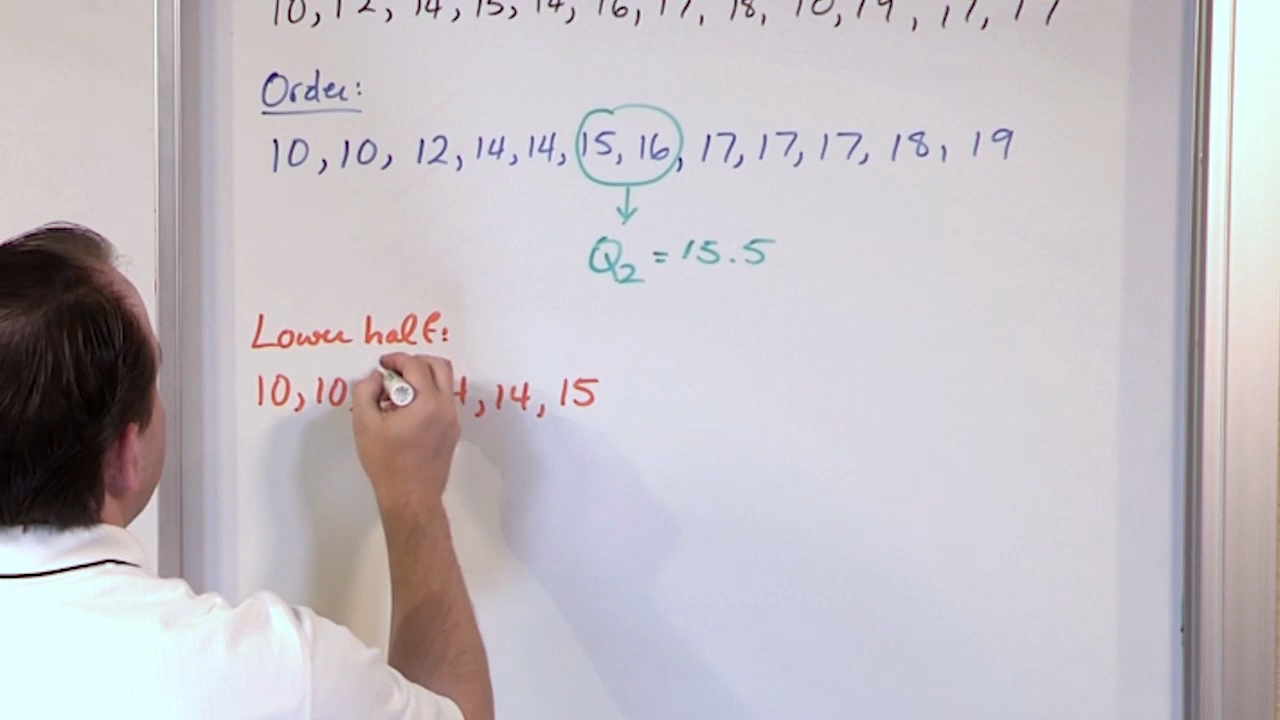 10, 12, 14, 15, 14, 16, 17, 18, 10, 19, 17, 17
Order:
10, 10, 12, 14, 14, 15, 16, 17, 17, 17, 18, 19
Q2 = 15.5
Lower half:
10, 10, 14, 15